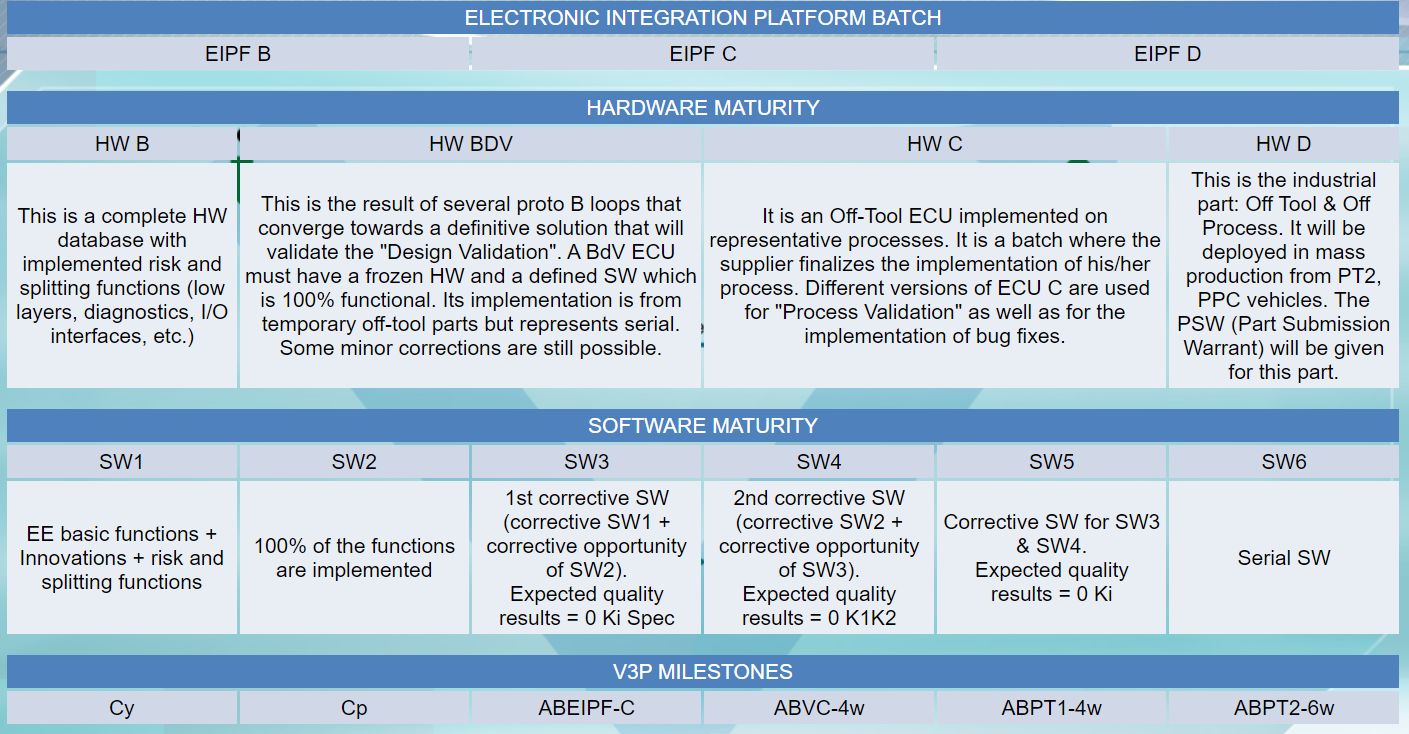 ELECTRONIC INTEGRATION PLATFORM BATCH
EIPF B
EIPF C
EIPF D
HARDWARE MATURITY
HW B
HW BDV
HW C
HW D
This is a complete HW
database with
implemented risk and
splitting functions (low
layers, diagnostics, I/O
interfaces, etc.)
This is the result of several proto B loops that
converge towards a definitive solution that will
validate the "Design Validation". A BdV ECU
must have a frozen HW and a defined SW which
is 100% functional. Its implementation is from
temporary off-tool parts but represents serial.
Some minor corrections are still possible.
It is an Off-Tool ECU implemented on
representative processes. It is a batch where the
supplier finalizes the implementation of his/her
process. Different versions of ECU C are used
for "Process Validation" as well as for the
implementation of bug fixes.
This is the industrial
part: Off Tool & Off
Process. It will be
deployed in mass
production from PT2,
PPC vehicles. The
PSW (Part Submission
Warrant) will be given
for this part.
SOFTWARE MATURITY
SW1
SW2
SW3
SW4
SW5
SW6
EE basic functions +
Innovations + risk and
splitting functions
100% of the functions
are implemented
1st corrective SW
(corrective SW1 +
corrective opportunity
of SW2).
Expected quality
results = 0 Ki Spec
2nd corrective SW
(corrective SW2 +
corrective opportunity
of SW3).
Expected quality
results = 0 K1K2
Corrective SW for SW3
& SW4.
Expected quality
results = 0 Ki
Serial SW
V3P MILESTONES
Cy
Cp
ABEIPF-C
ABVC-4w
ABPT1-4w
ABPT2-6w